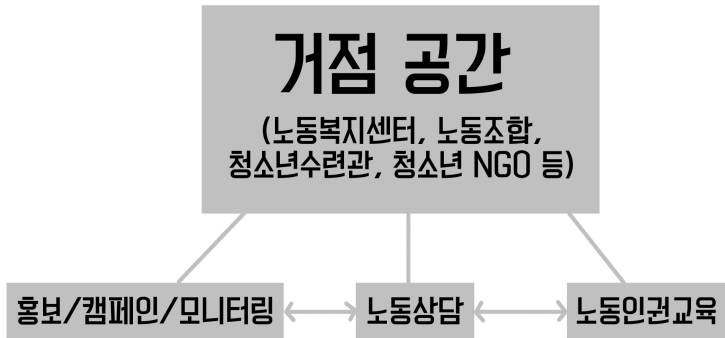 거점 공간
(노동복지센터, 노동조합,
청소년수련관, 청소년 NGO 등)
홍보/캠페인/모니터링
노동상담
노동인권교육